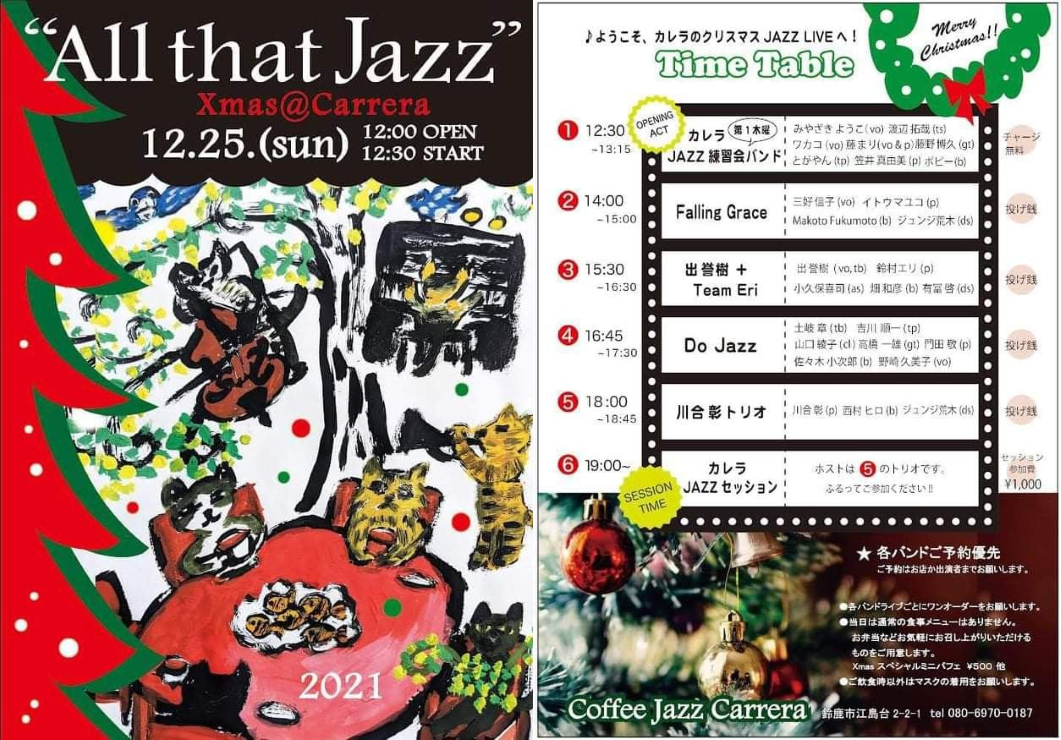 “All that Jazz”
Xmas@Carrera
12.25.(sun) 12:00 OPEN
12:30 START
2021
♪ようこそ、カレラのクリスマス JAZZ LIVEへ！
Time Table
Merry
Christmas!!
OPENING
ACT
1 12:30
~13:15
カレラ 第1木曜
JAZZ 練習会バンド
みやざき ようこ(vo) 渡辺 拓哉(ts)
ワカコ(vo) 藤まり(vo & p) 藤野 博久(gt)
とがやん(tp) 笠井 真由美(p) ボビー(b)
チャージ
無料
2 14:00
~15:00
Falling Grace
三好 信子(vo) イトウマユコ(p)
Makoto Fukumoto(b) ジュンジ荒木(ds)
投げ銭
3 15:30
~16:30
出誉樹 +
Team Eri
出誉樹 (vo,tb) 鈴村エリ(p)
小久保喜司(as) 畑 和彦(b) 有冨 啓(ds)
投げ銭
4 16:45
~17:30
Do Jazz
土岐 章(tb) 吉川 順一(tp)
山口 綾子(cl) 高橋 一雄(gt) 門田 敬(p)
佐々木 小次郎(b) 野崎 久美子(vo)
投げ銭
5 18:00
~18:45
川合 彰トリオ
川合 彰(p) 西村 ヒロ(b) ジュンジ荒木(ds)
投げ銭
6 19:00~
SESSION
TIME
カレラ
JAZZ セッション
ホストは 5 のトリオです。
ふるってご参加ください!!
セッション
参加費
¥1,000
★ 各バンドご予約優先
ご予約はお店か出演者までお願いします。
●各バンドライブごとにワンオーダーをお願いします。
●当日は通常の食事メニューはありません。
お弁当などお気軽にお召し上がりいただける
ものをご用意します。
Xmas スペシャルミニパフェ ¥500 他
●ご飲食時以外はマスクの着用をお願いします。
Coffee Jazz Carrera 鈴鹿市江島台 2-2-1 tel 080-6970-0187